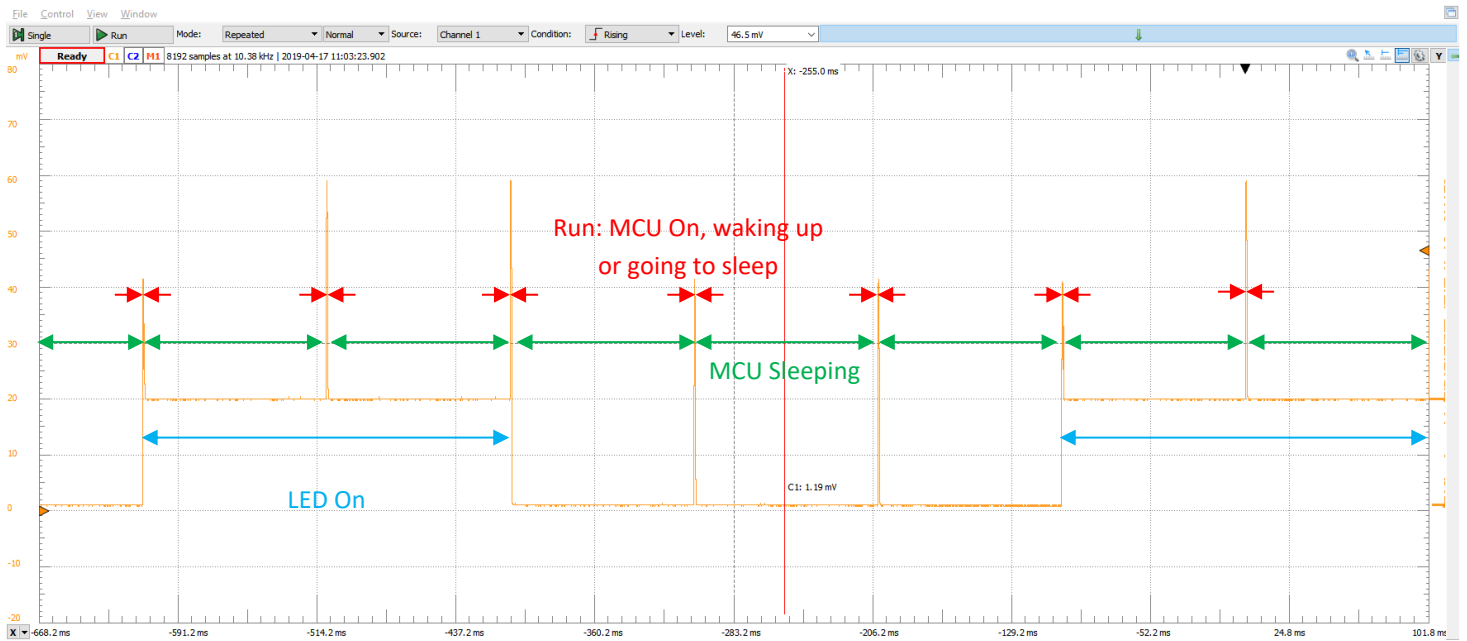 File Control View Window
Single Run Mode: Repeated Normal Source: Channel 1 Condition: Rising Level: 46.5 mV
mV Ready C1 C2 M1 8192 samples at 10.38 kHz | 2019-04-17 11:03:23.902 Y
80
X: -255.0 ms
70
60
50
Run: MCU On, waking up
or going to sleep
40
30
MCU Sleeping
20
10
C1: 1.19 mV
LED On
0
-10
-20
X -668.2 ms -591.2 ms -514.2 ms -437.2 ms -360.2 ms -283.2 ms -206.2 ms -129.2 ms -52.2 ms 24.8 ms 101.8 ms